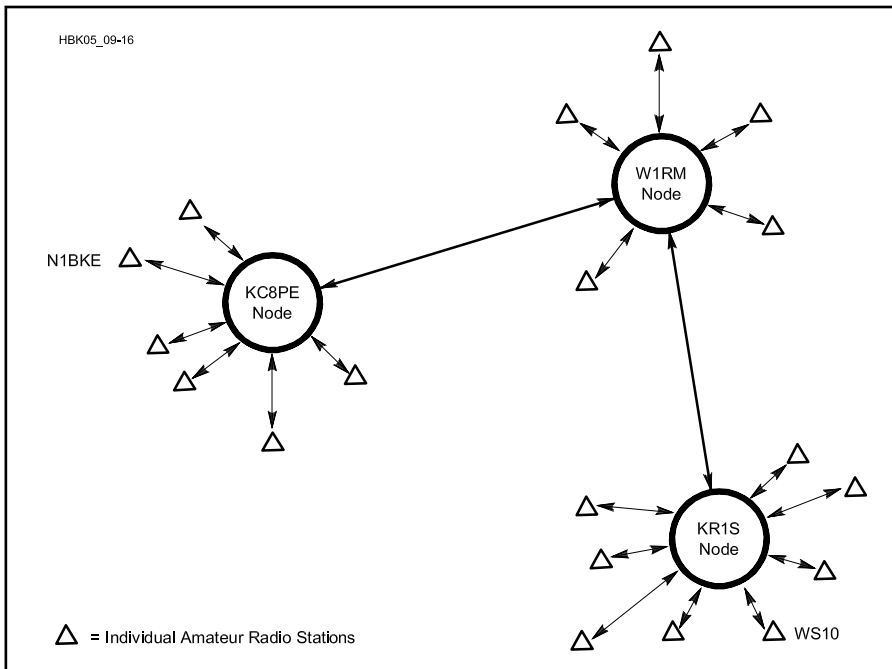 HBK05_09-16
W1RM
Node
N1BKE
KC8PE
Node
KR1S
Node
WS10
= Individual Amateur Radio Stations